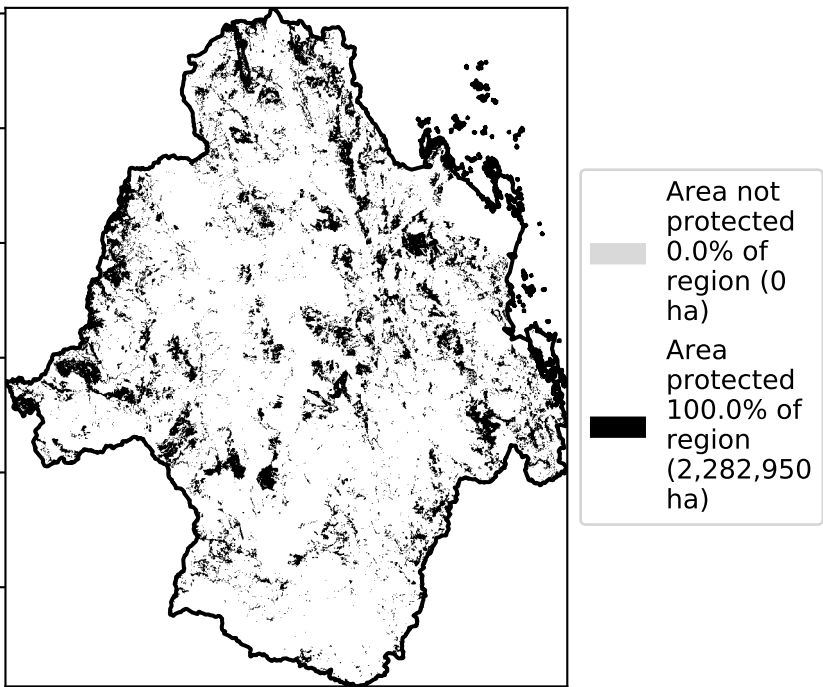 Area not
protected
0.0% of
region (0
ha)
Area
protected
100.0% of
region
(2,282,950
ha)